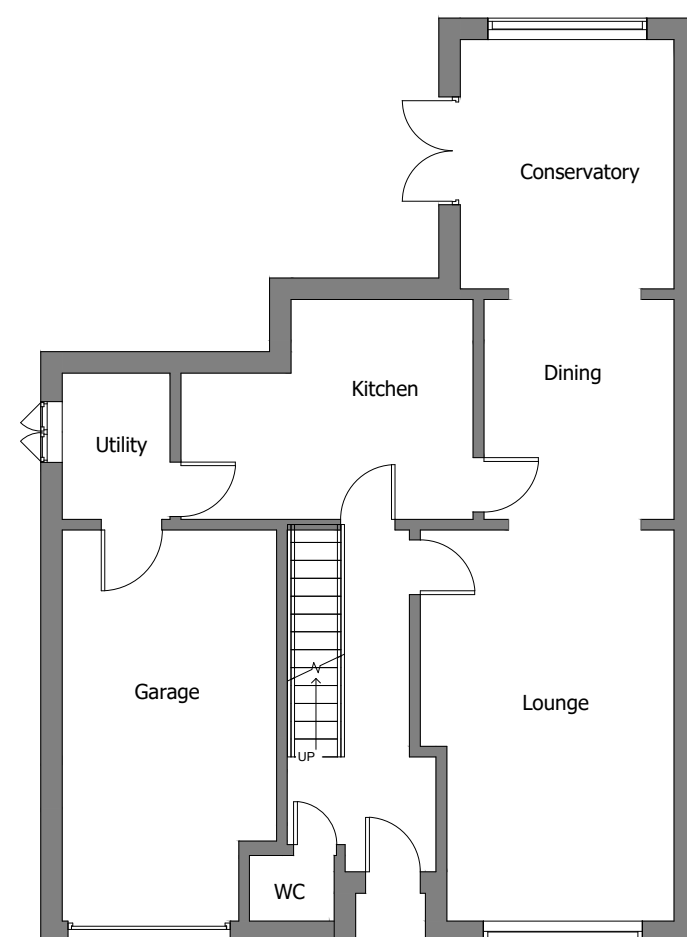 Conservatory
Dining
Kitchen
Utility
Garage
Lounge
UP
WC